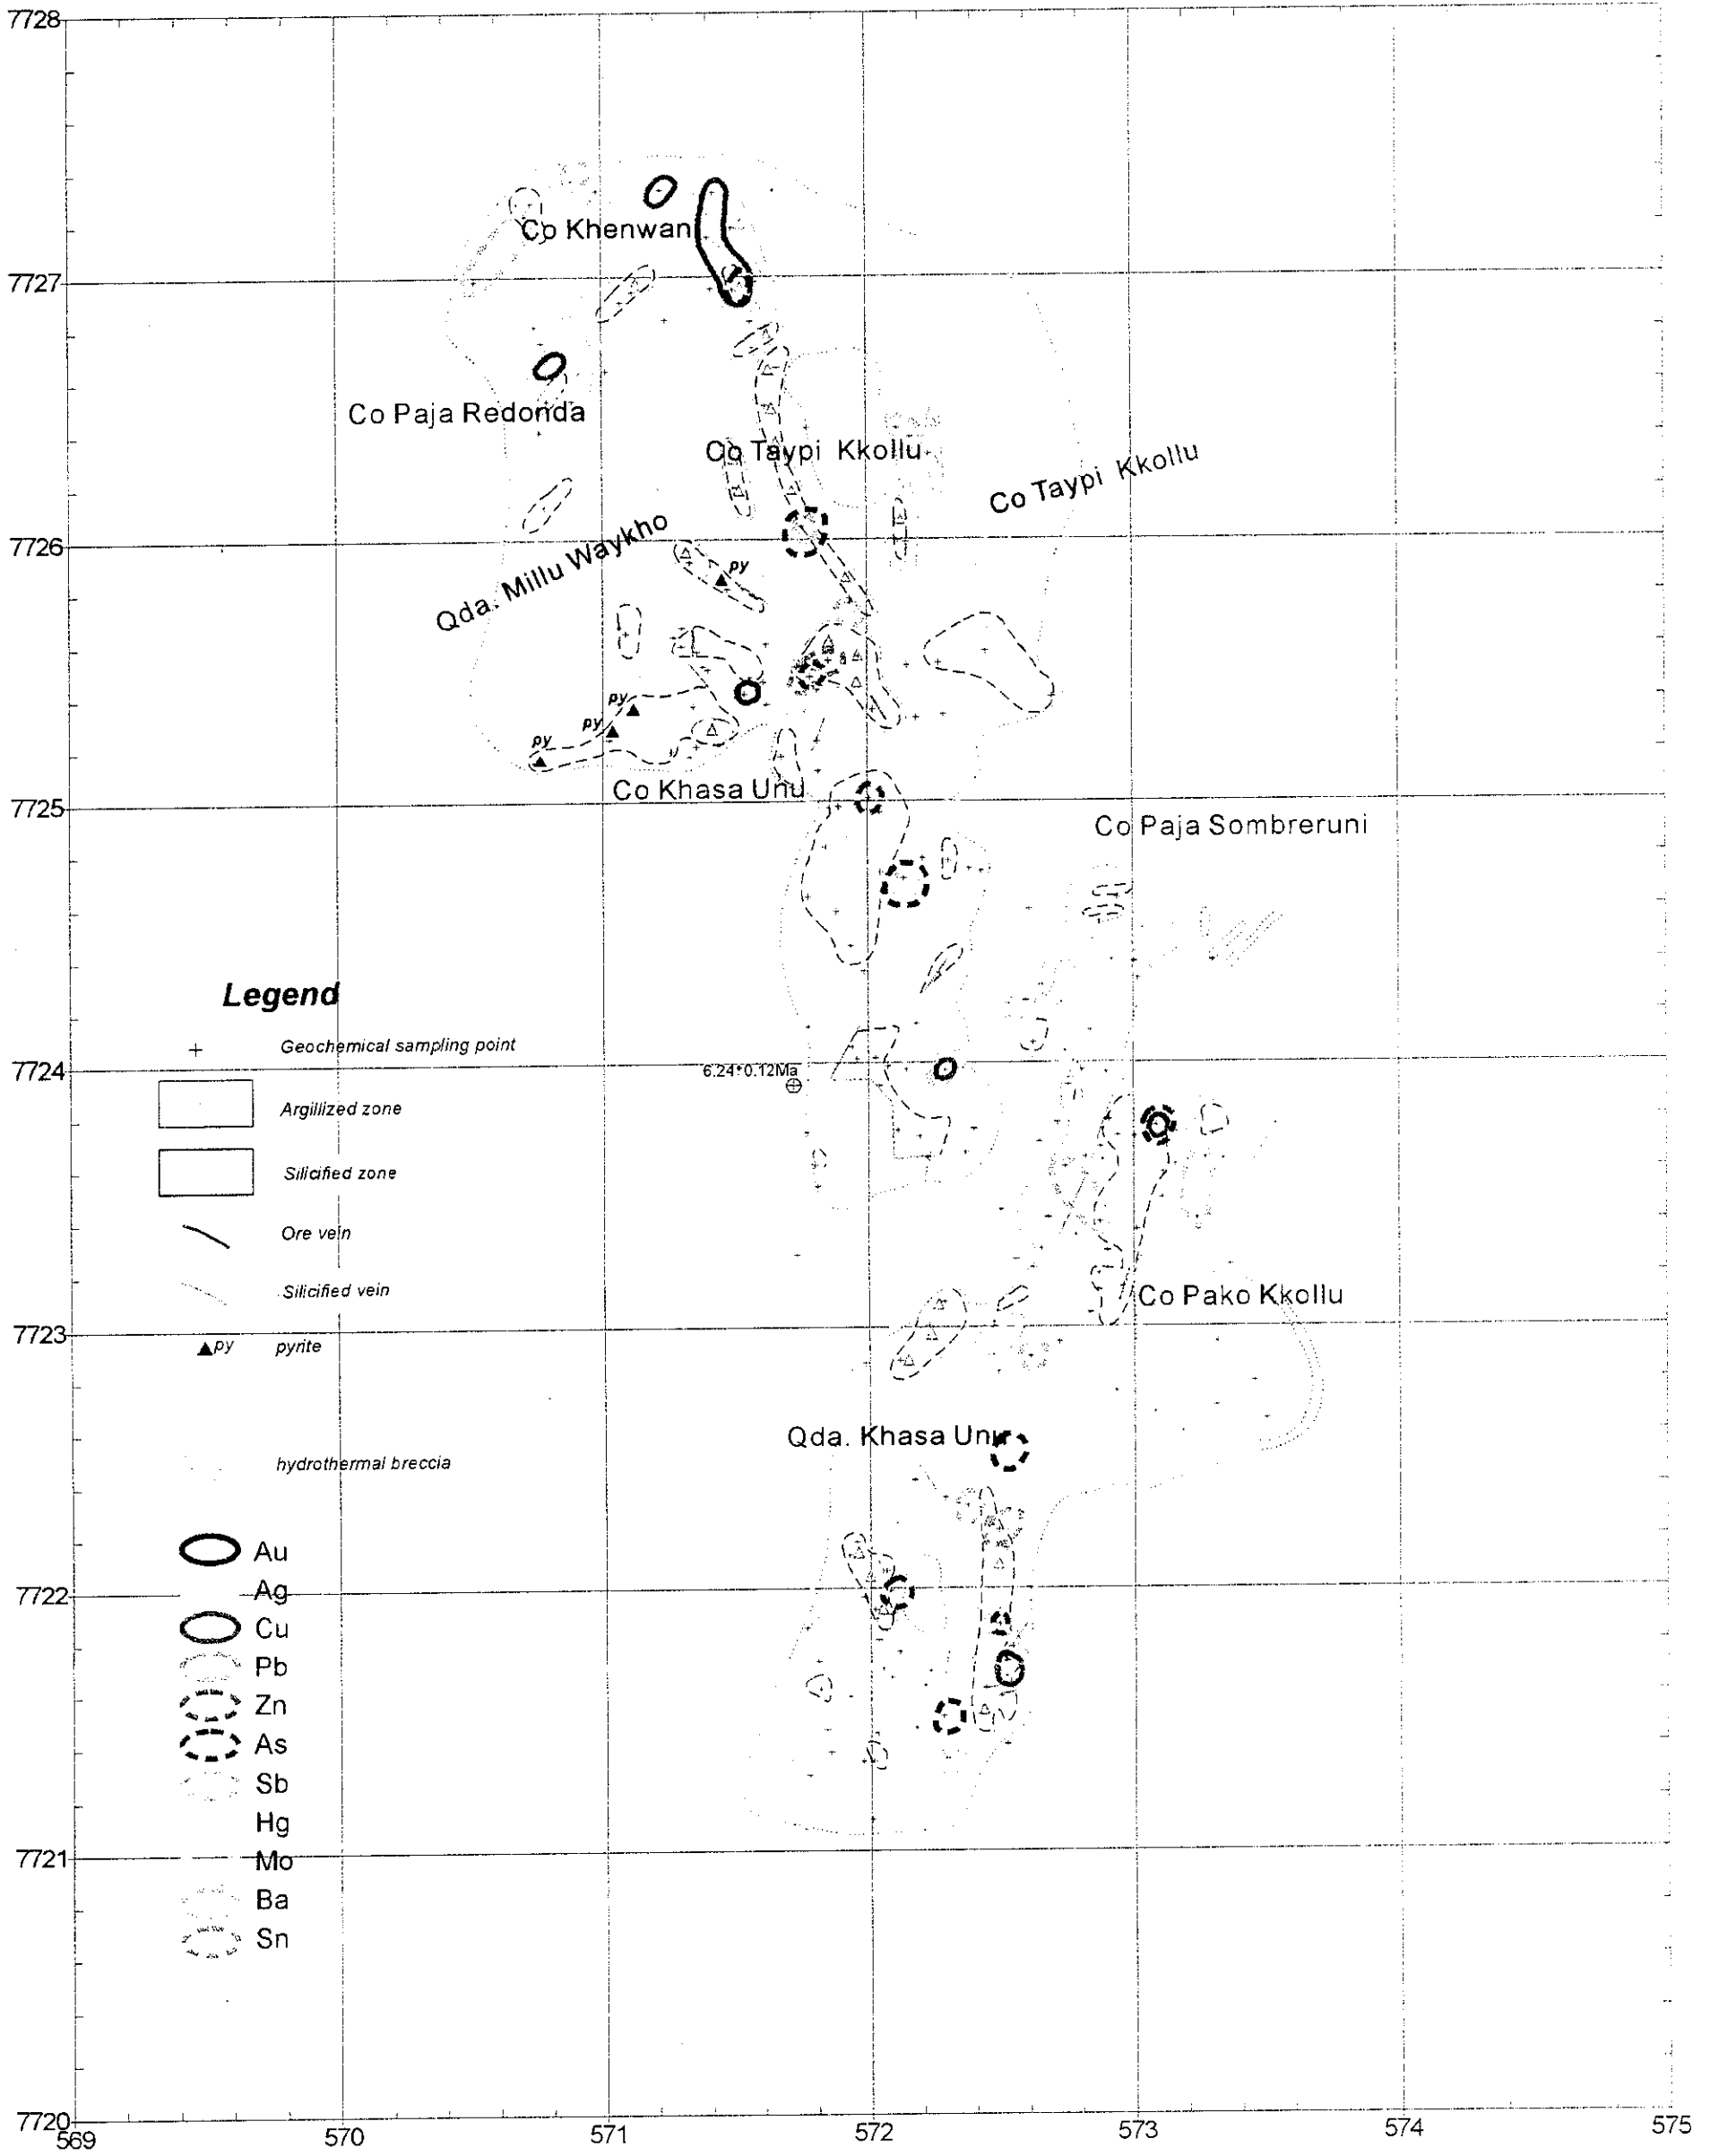 7728
Co Khenwan
7727
Co Paja Redonda
Co Taypi Kkollu
Co Taypi Kkollu
7726
Qda. Millu Waykho
py
py
py
py
Co Khasa Unu
7725
Co Paja Sombreruni
Legend
+ Geochemical sampling point
7724
6.24*0.12Ma
Argillized zone
Silicified zone
Ore vein
Silicified vein
Co Pako Kkollu
7723
py pyrite
Qda. Khasa Unu
hydrothermal breccia
Au
Ag
7722
Cu
Pb
Zn
As
Sb
Hg
7721
Mo
Ba
Sn
7720
569 570 571 572 573 574 575